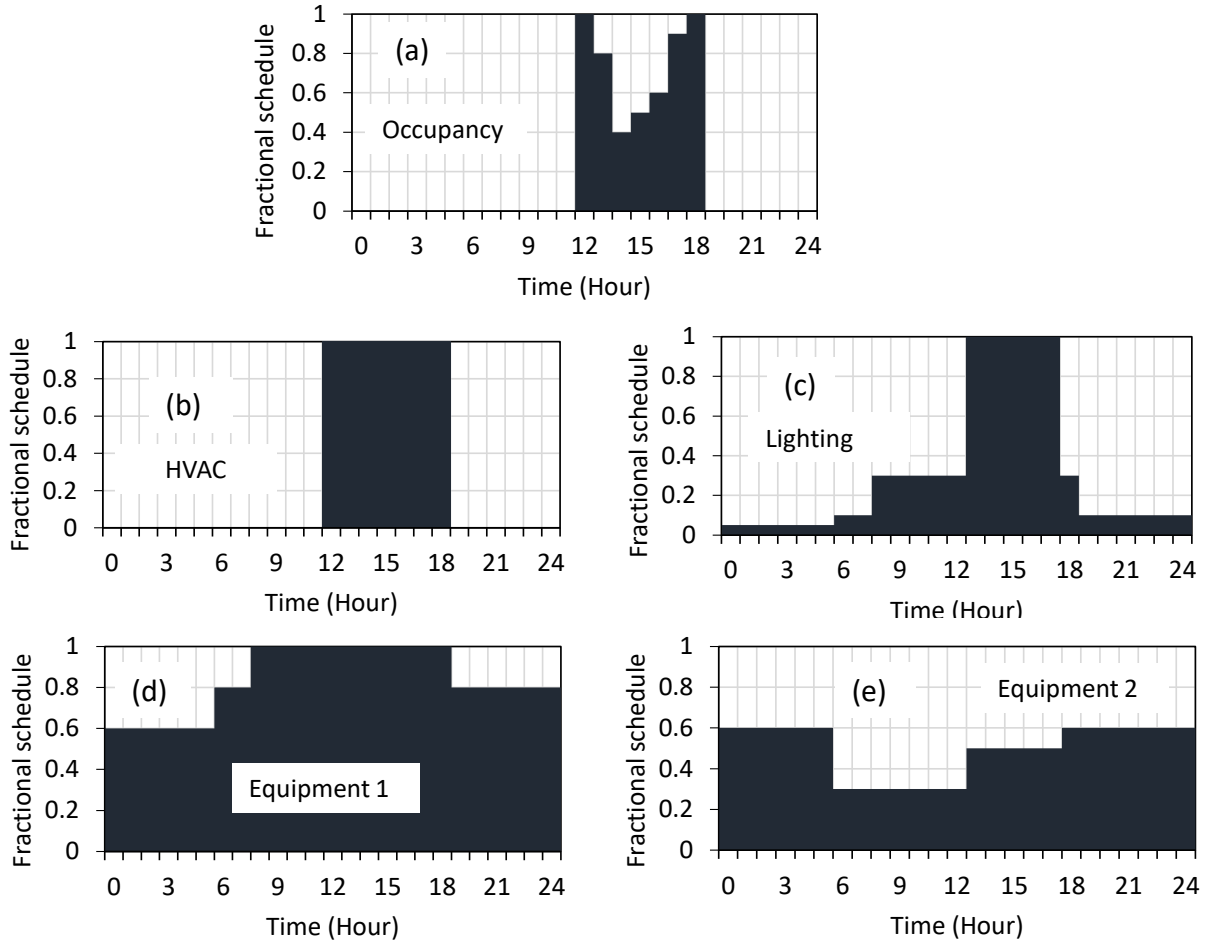 Fractional schedule
1
0.8
0.6
0.4
0.2
0
(a)
Occupancy
0 3 6 9 12 15 18 21 24
Time (Hour)
Fractional schedule
1
0.8
0.6
0.4
0.2
0
(b)
HVAC
0 3 6 9 12 15 18 21 24
Time (Hour)
Fractional schedule
1
0.8
0.6
0.4
0.2
0
(c)
Lighting
0 3 6 9 12 15 18 21 24
Time (Hour)
Fractional schedule
1
0.8
0.6
0.4
0.2
0
(d)
Equipment 1
0 3 6 9 12 15 18 21 24
Time (Hour)
Fractional schedule
1
0.8
0.6
0.4
0.2
0
(e)
Equipment 2
0 3 6 9 12 15 18 21 24
Time (Hour)